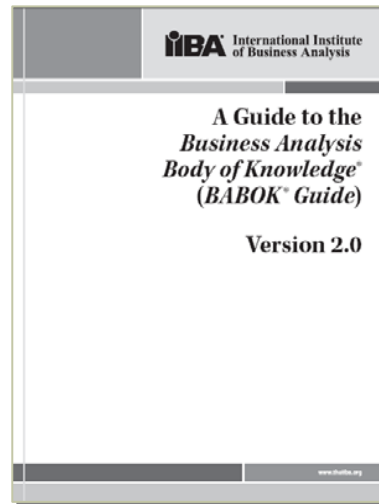 IIBA International Institute
of Business Analysis
A Guide to the
Business Analysis
Body of Knowledge®
(BABOK® Guide)
Version 2.0
www.theiiba.org